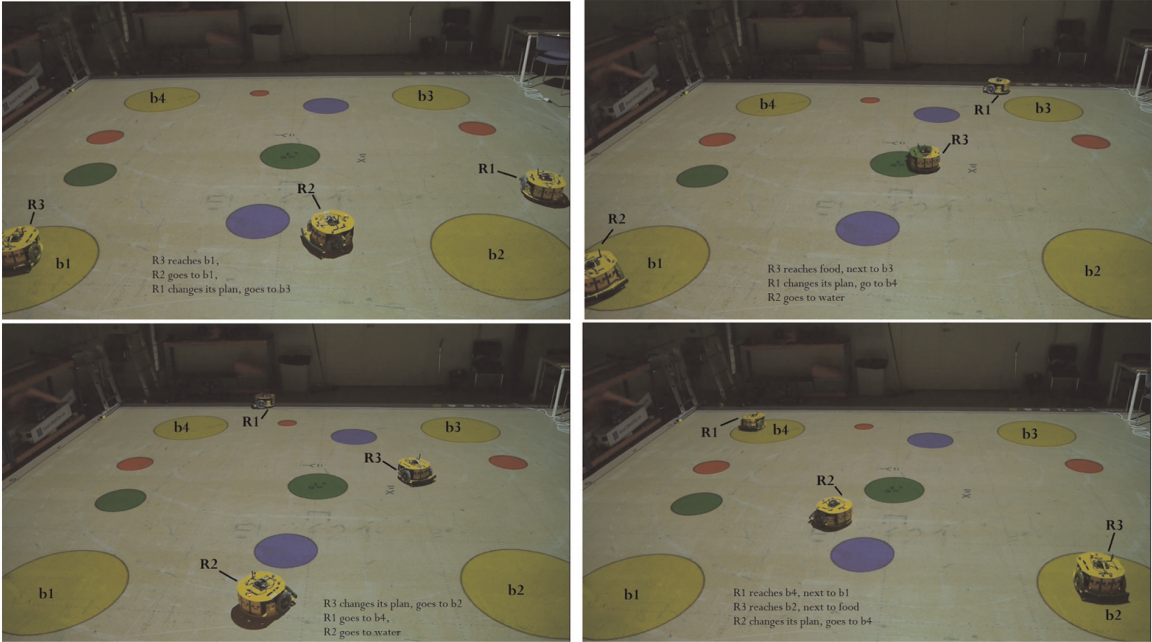 b4
b3
R1
R2
R3
b1
b2
R3 reaches b1,
R2 goes to b1,
R1 changes its plan, goes to b3
b4
R1
b3
R3
R2
b1
b2
R3 reaches food, next to b3
R1 changes its plan, go to b4
R2 goes to water
R1
b4
b3
R3
R2
b1
b2
R3 changes its plan, goes to b2
R1 goes to b4,
R2 goes to water
R1
b4
b3
R2
R3
b1
b2
R1 reaches b4, next to b1
R3 reaches b2, next to food
R2 changes its plan, goes to b4